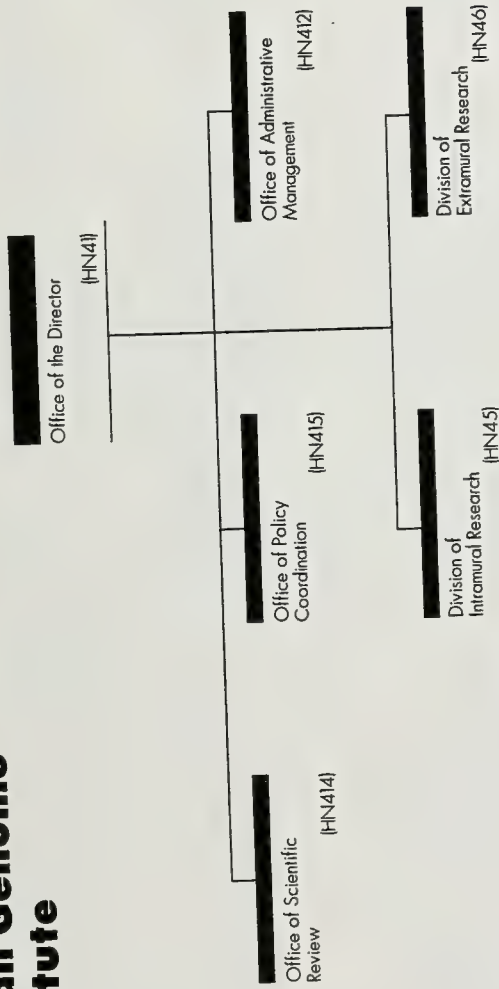 Genome
tute
Office of the Director
(HN41)
Office of Scientific
Review
(HN414)
Office of Policy
Coordination
(HN415)
Office of Administrative
Management
(HN412)
Division of
Intramural Research
(HN45)
Division of
Extramural Research
(HN46)